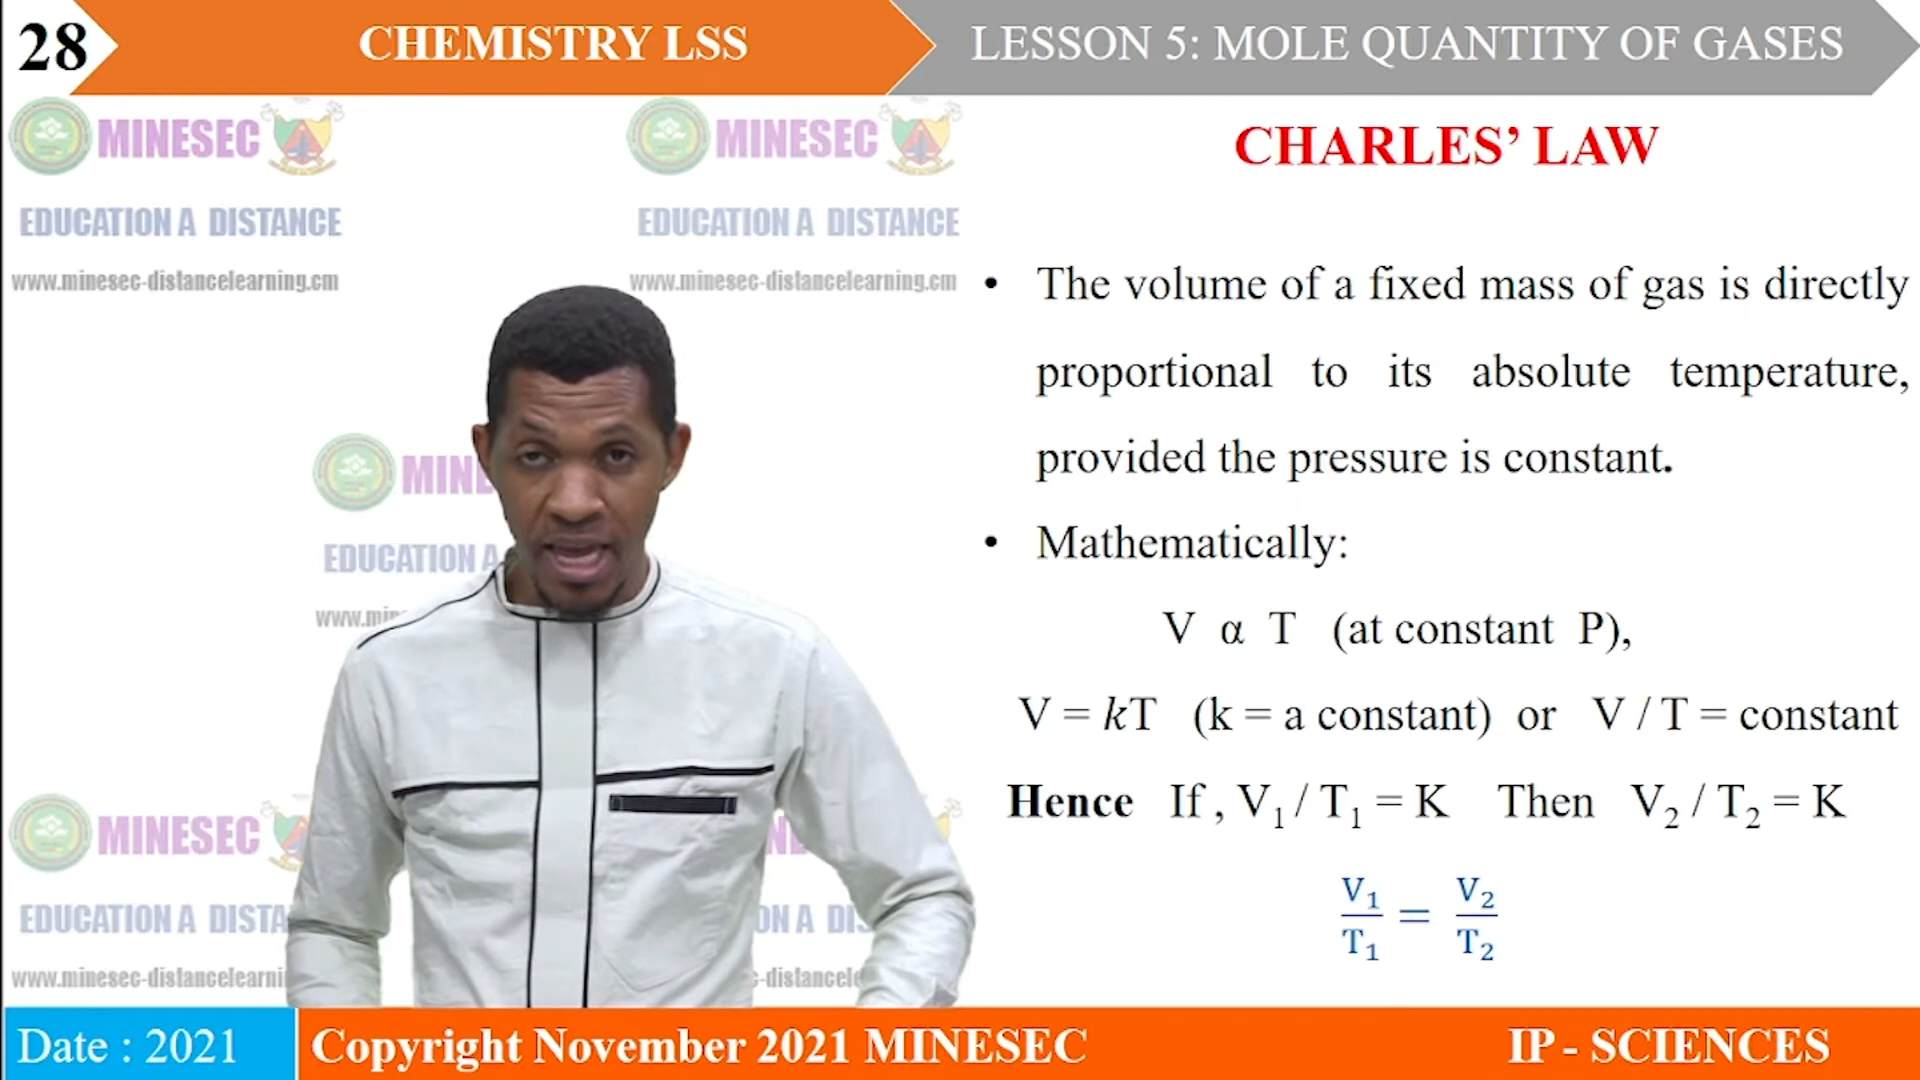 28
CHEMISTRY LSS
LESSON 5: MOLE QUANTITY OF GASES
MINESEC
EDUCATION A DISTANCE
www.minesec-distancelearning.cm
MINESEC
EDUCATION A DISTANCE
www.minesec-distancelearning.cm
CHARLES’ LAW
• The volume of a fixed mass of gas is directly
proportional to its absolute temperature,
provided the pressure is constant.
• Mathematically:
V α T (at constant P),
V = kT (k = a constant) or V / T = constant
Hence If , V₁ / T₁ = K Then V₂ / T₂ = K
V₁/T₁ = V₂/T₂
EDUCATION A
MINESEC
EDUCATION A
Date : 2021
Copyright November 2021 MINESEC
IP - SCIENCES